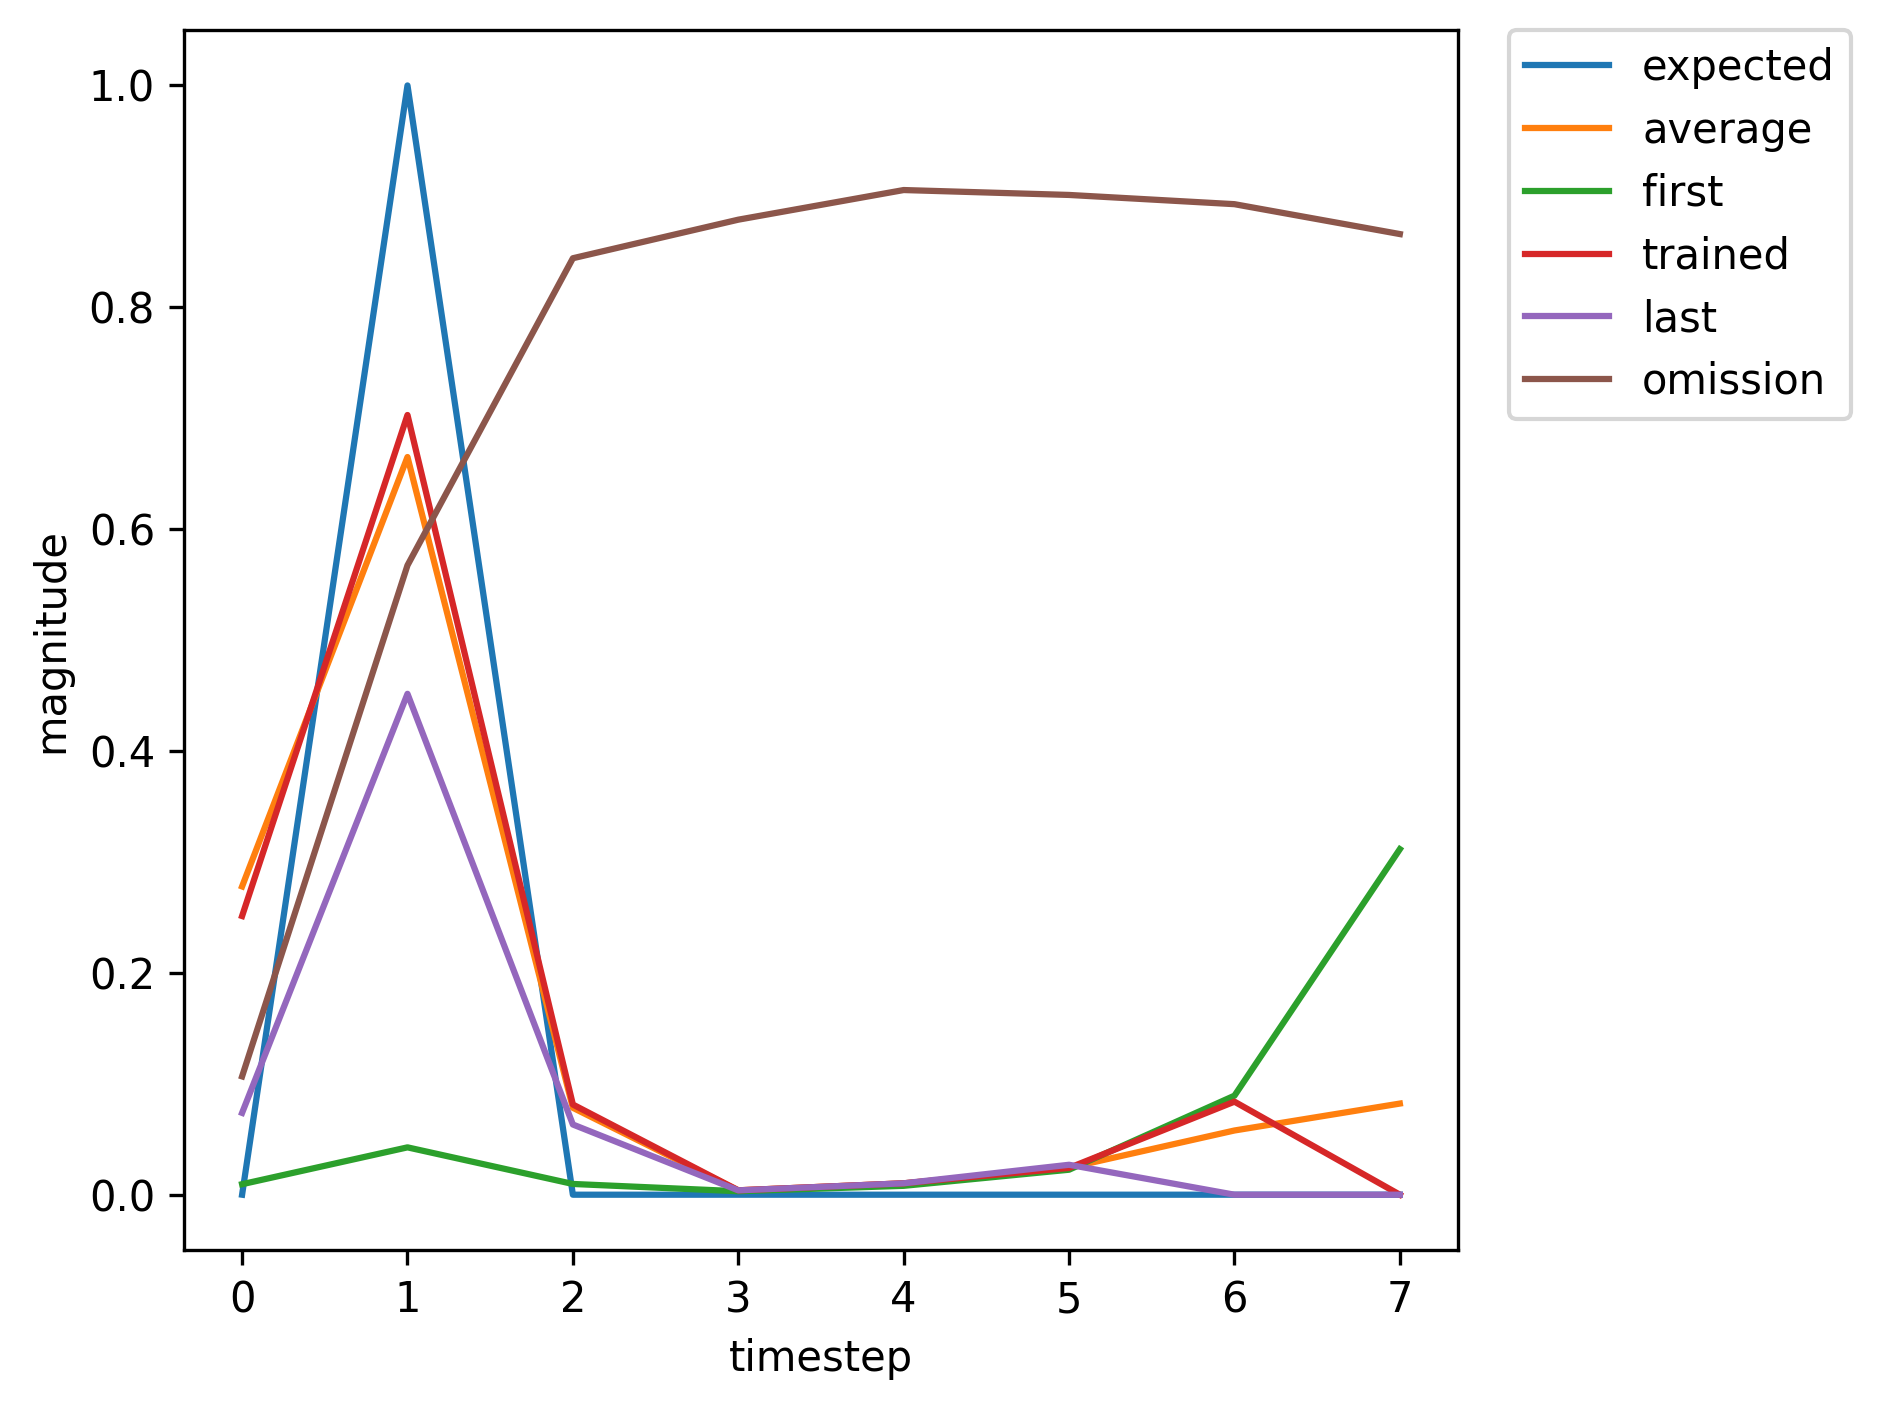 1.0
0.8
0.6
0.4
0.2
0.0
magnitude
0 1 2 3 4 5 6 7
timestep
expected
average
first
trained
last
omission